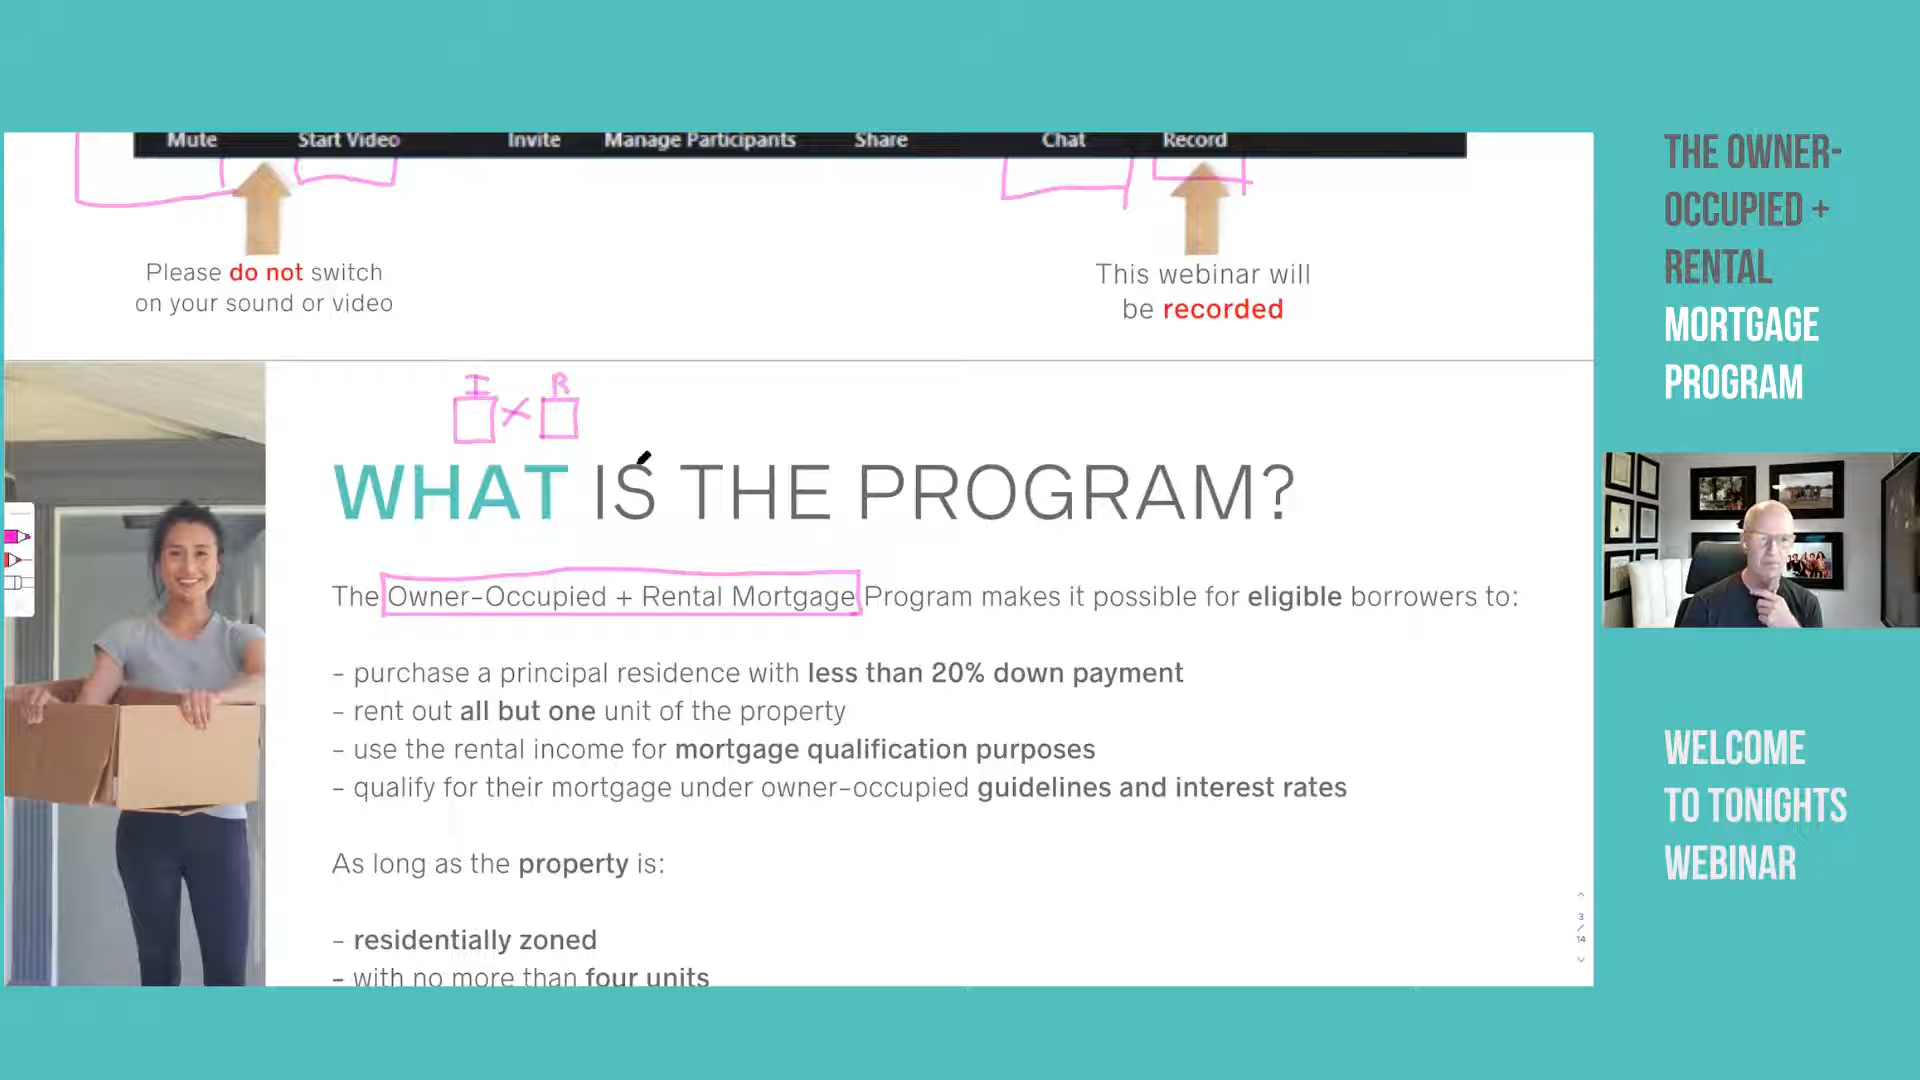 Mute Start Video Invite Manage Participants Share Chat Record
Please do not switch
on your sound or video
This webinar will
be recorded
I R
×
WHAT IS THE PROGRAM?
The Owner-Occupied + Rental Mortgage Program makes it possible for eligible borrowers to:
- purchase a principal residence with less than 20% down payment
- rent out all but one unit of the property
- use the rental income for mortgage qualification purposes
- qualify for their mortgage under owner-occupied guidelines and interest rates
As long as the property is:
- residentially zoned
- with no more than four units
3
/
14
THE OWNER-
OCCUPIED +
RENTAL
MORTGAGE
PROGRAM
WELCOME
TO TONIGHTS
WEBINAR